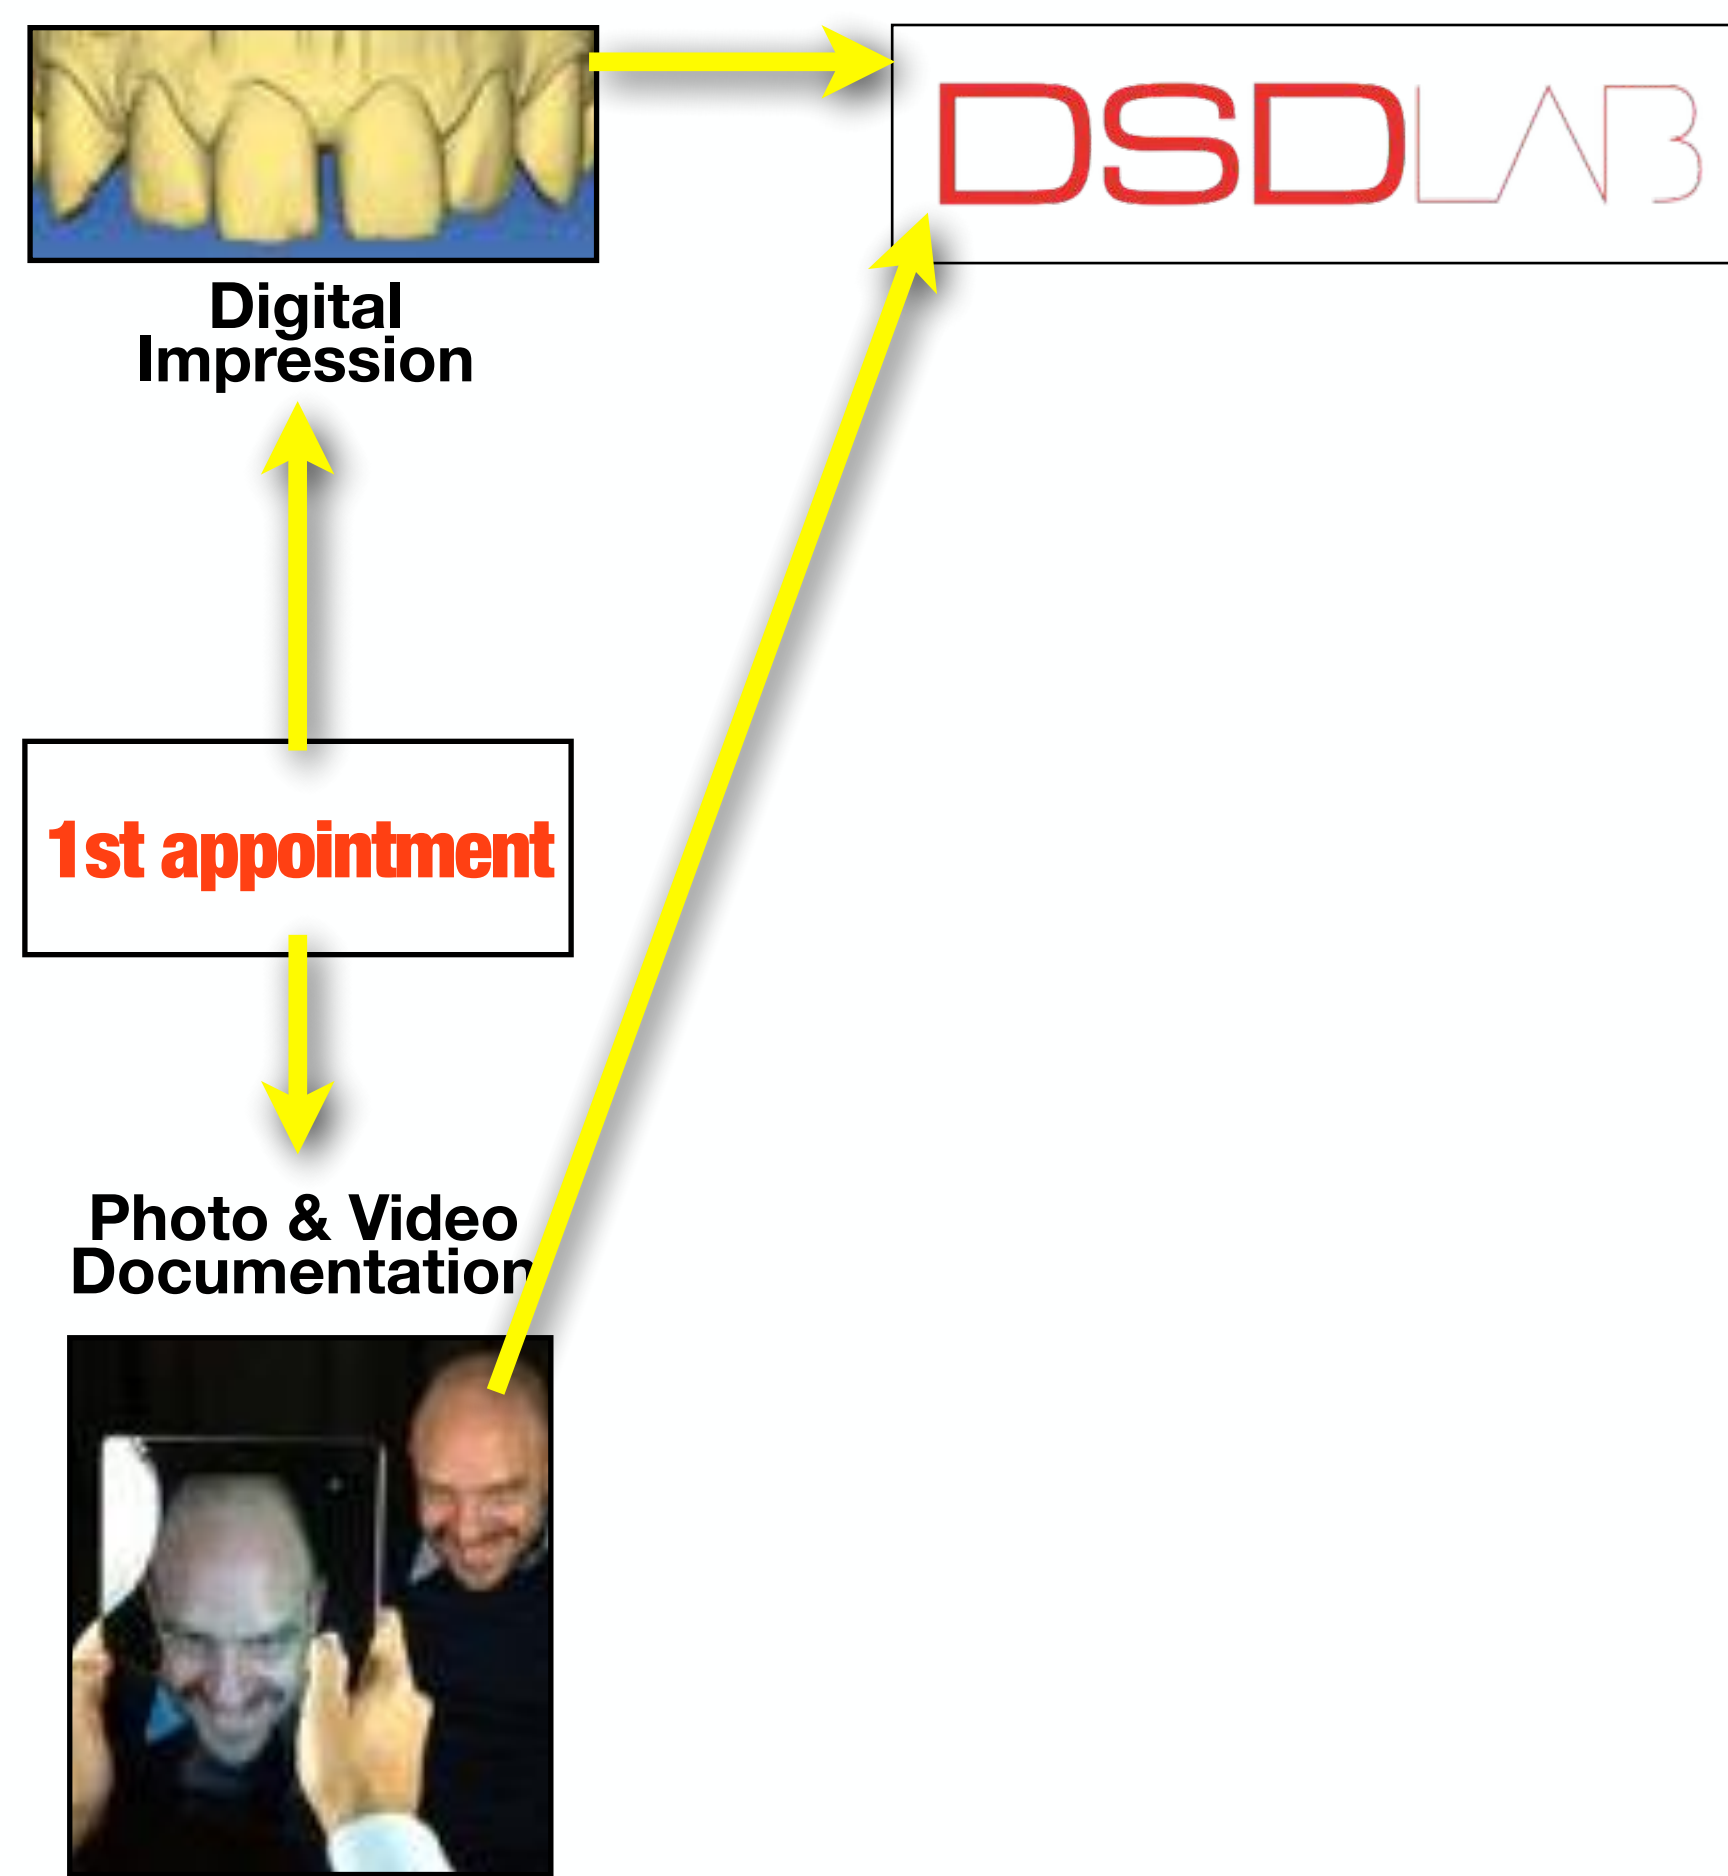 DSDLAB
Digital
Impression
1st appointment
Photo & Video
Documentation